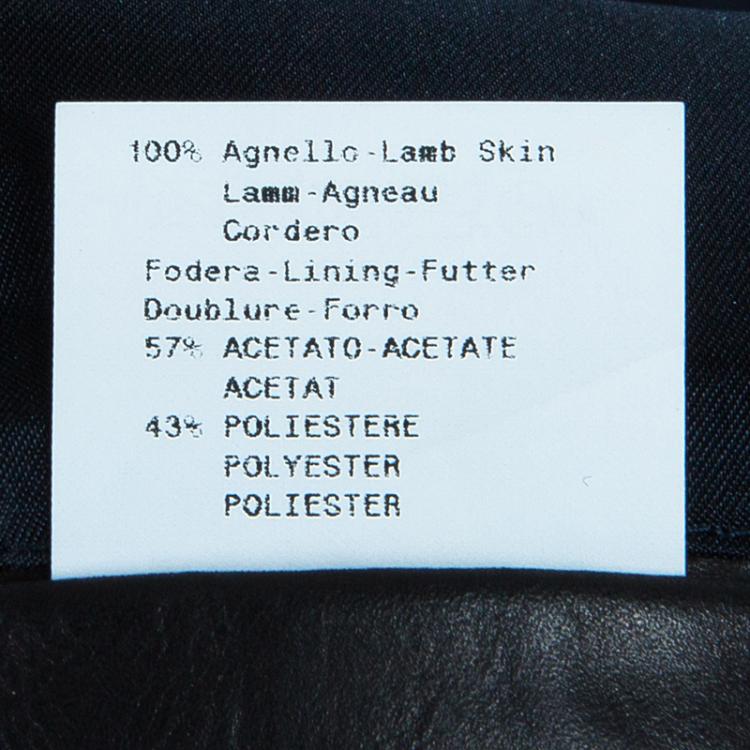 100% Agnello-Lamb Skin
Lamm-Agneau
Cordero
Fodera-Lining-Futter
Doublure-Forro
57% ACETATO-ACETATE
ACETAT
43% POLIESTERE
POLYESTER
POLIESTER